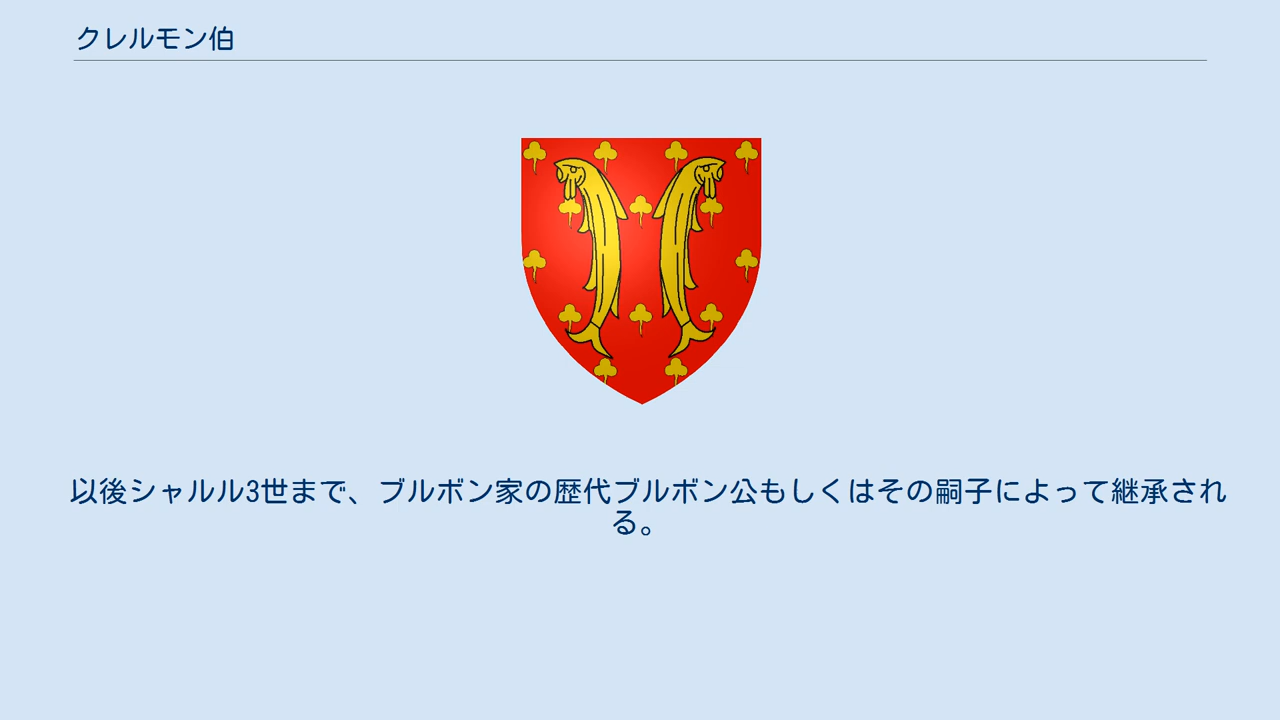 クレルモン伯
以後シャルル3世まで、ブルボン家の歴代ブルボン公もしくはその嗣子によって継承され
る。